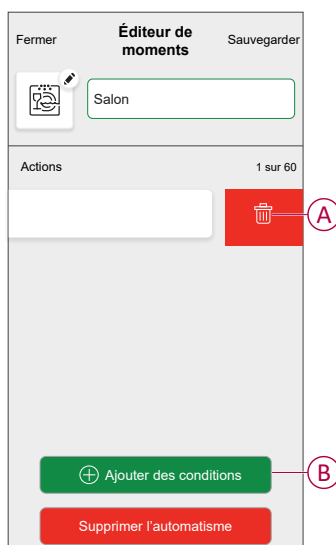 Fermer
Éditeur de
moments
Sauvegarder
Salon
Actions
1 sur 60
A
Ajouter des conditions
B
Supprimer l'automatisme